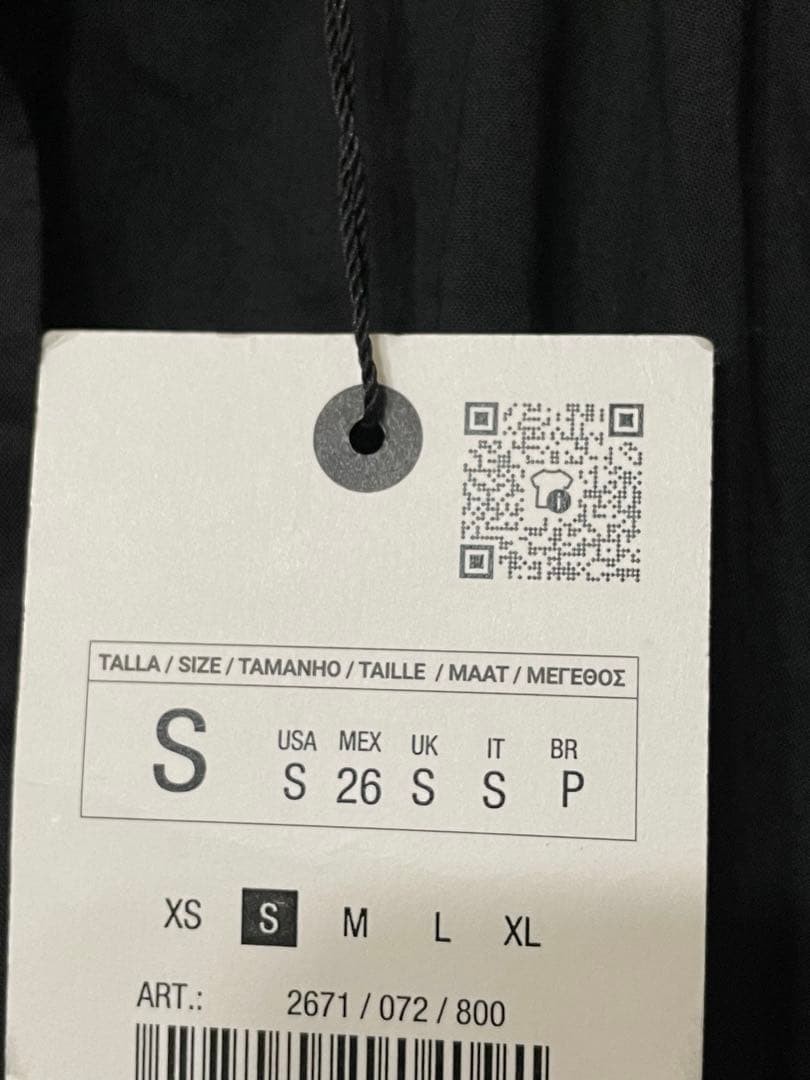 TALLA / SIZE / TAMANHO / TAILLE / MAAT / ΜΕΓΕΘΟΣ
S
USA MEX UK IT BR
S 26 S S P
XS S M L XL
ART.: 2671 / 072 / 800